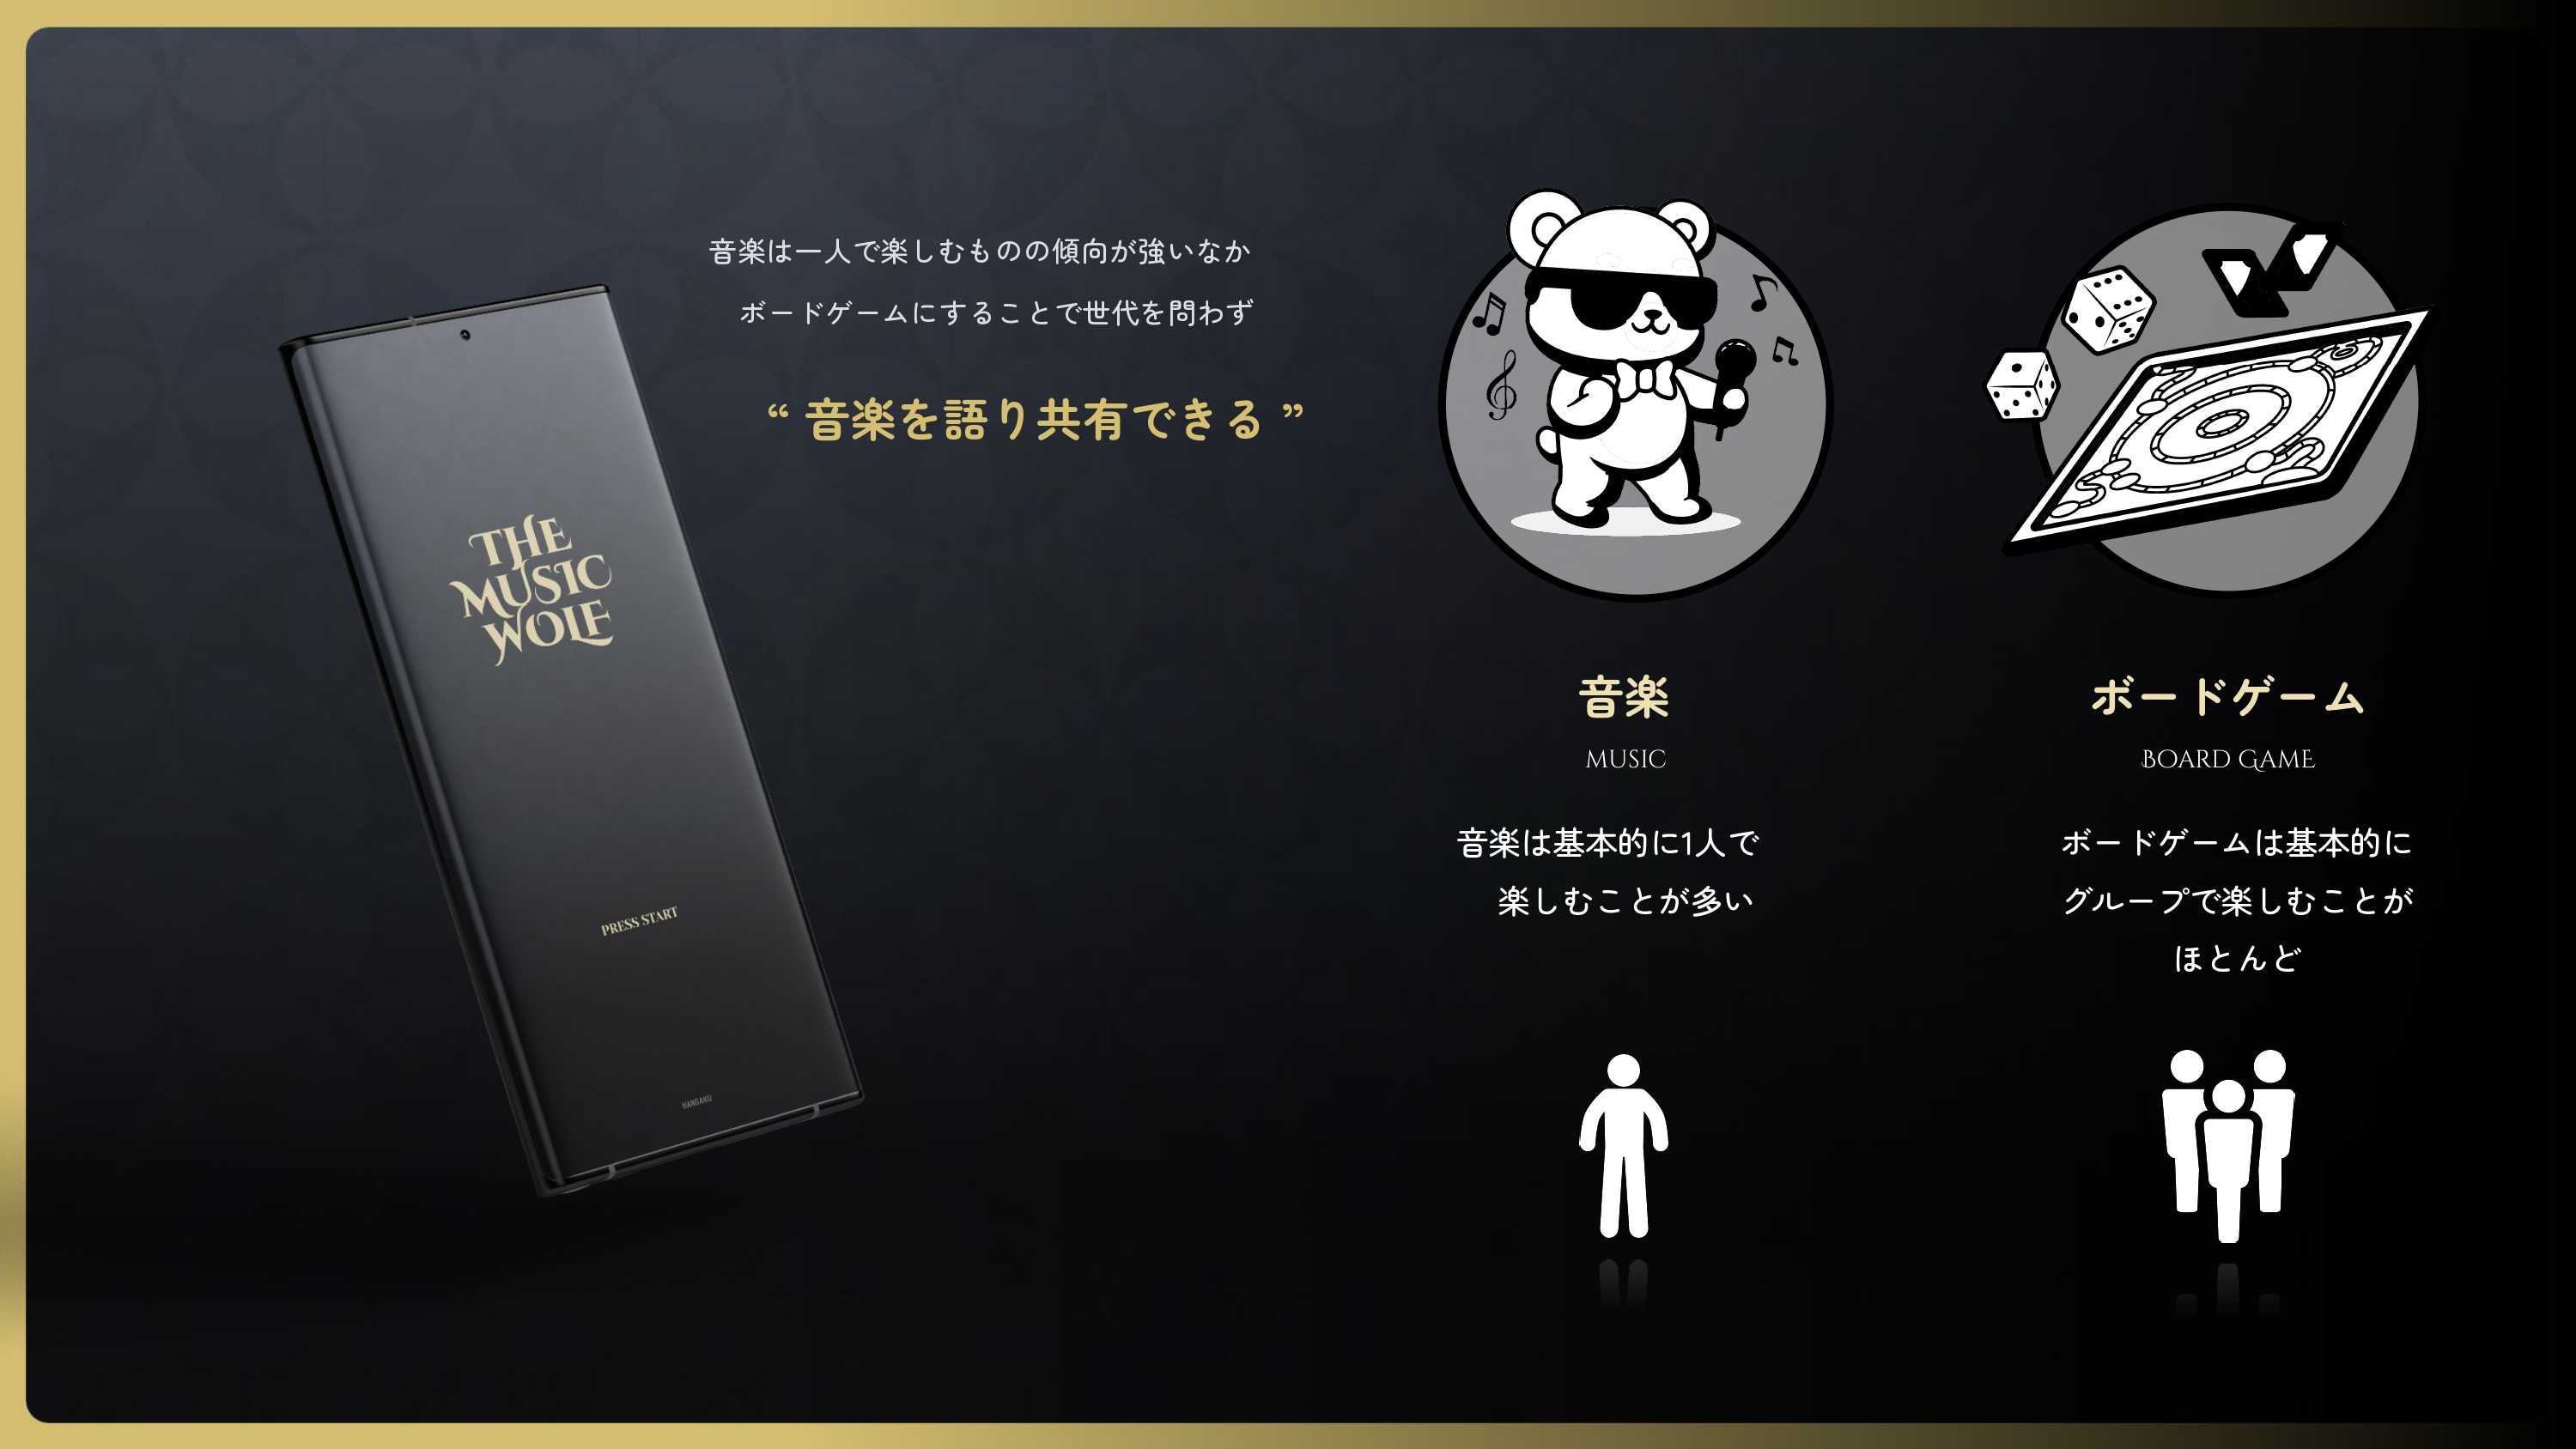 音楽は一人で楽しむものの傾向が強いなか
ボードゲームにすることで世代を問わず
“ 音楽を語り共有できる ”
THE
MUSIC
WOLF
PRESS START
HANGAKU
音楽
MUSIC
音楽は基本的に1人で
楽しむことが多い
ボードゲーム
BOARD GAME
ボードゲームは基本的に
グループで楽しむことが
ほとんど